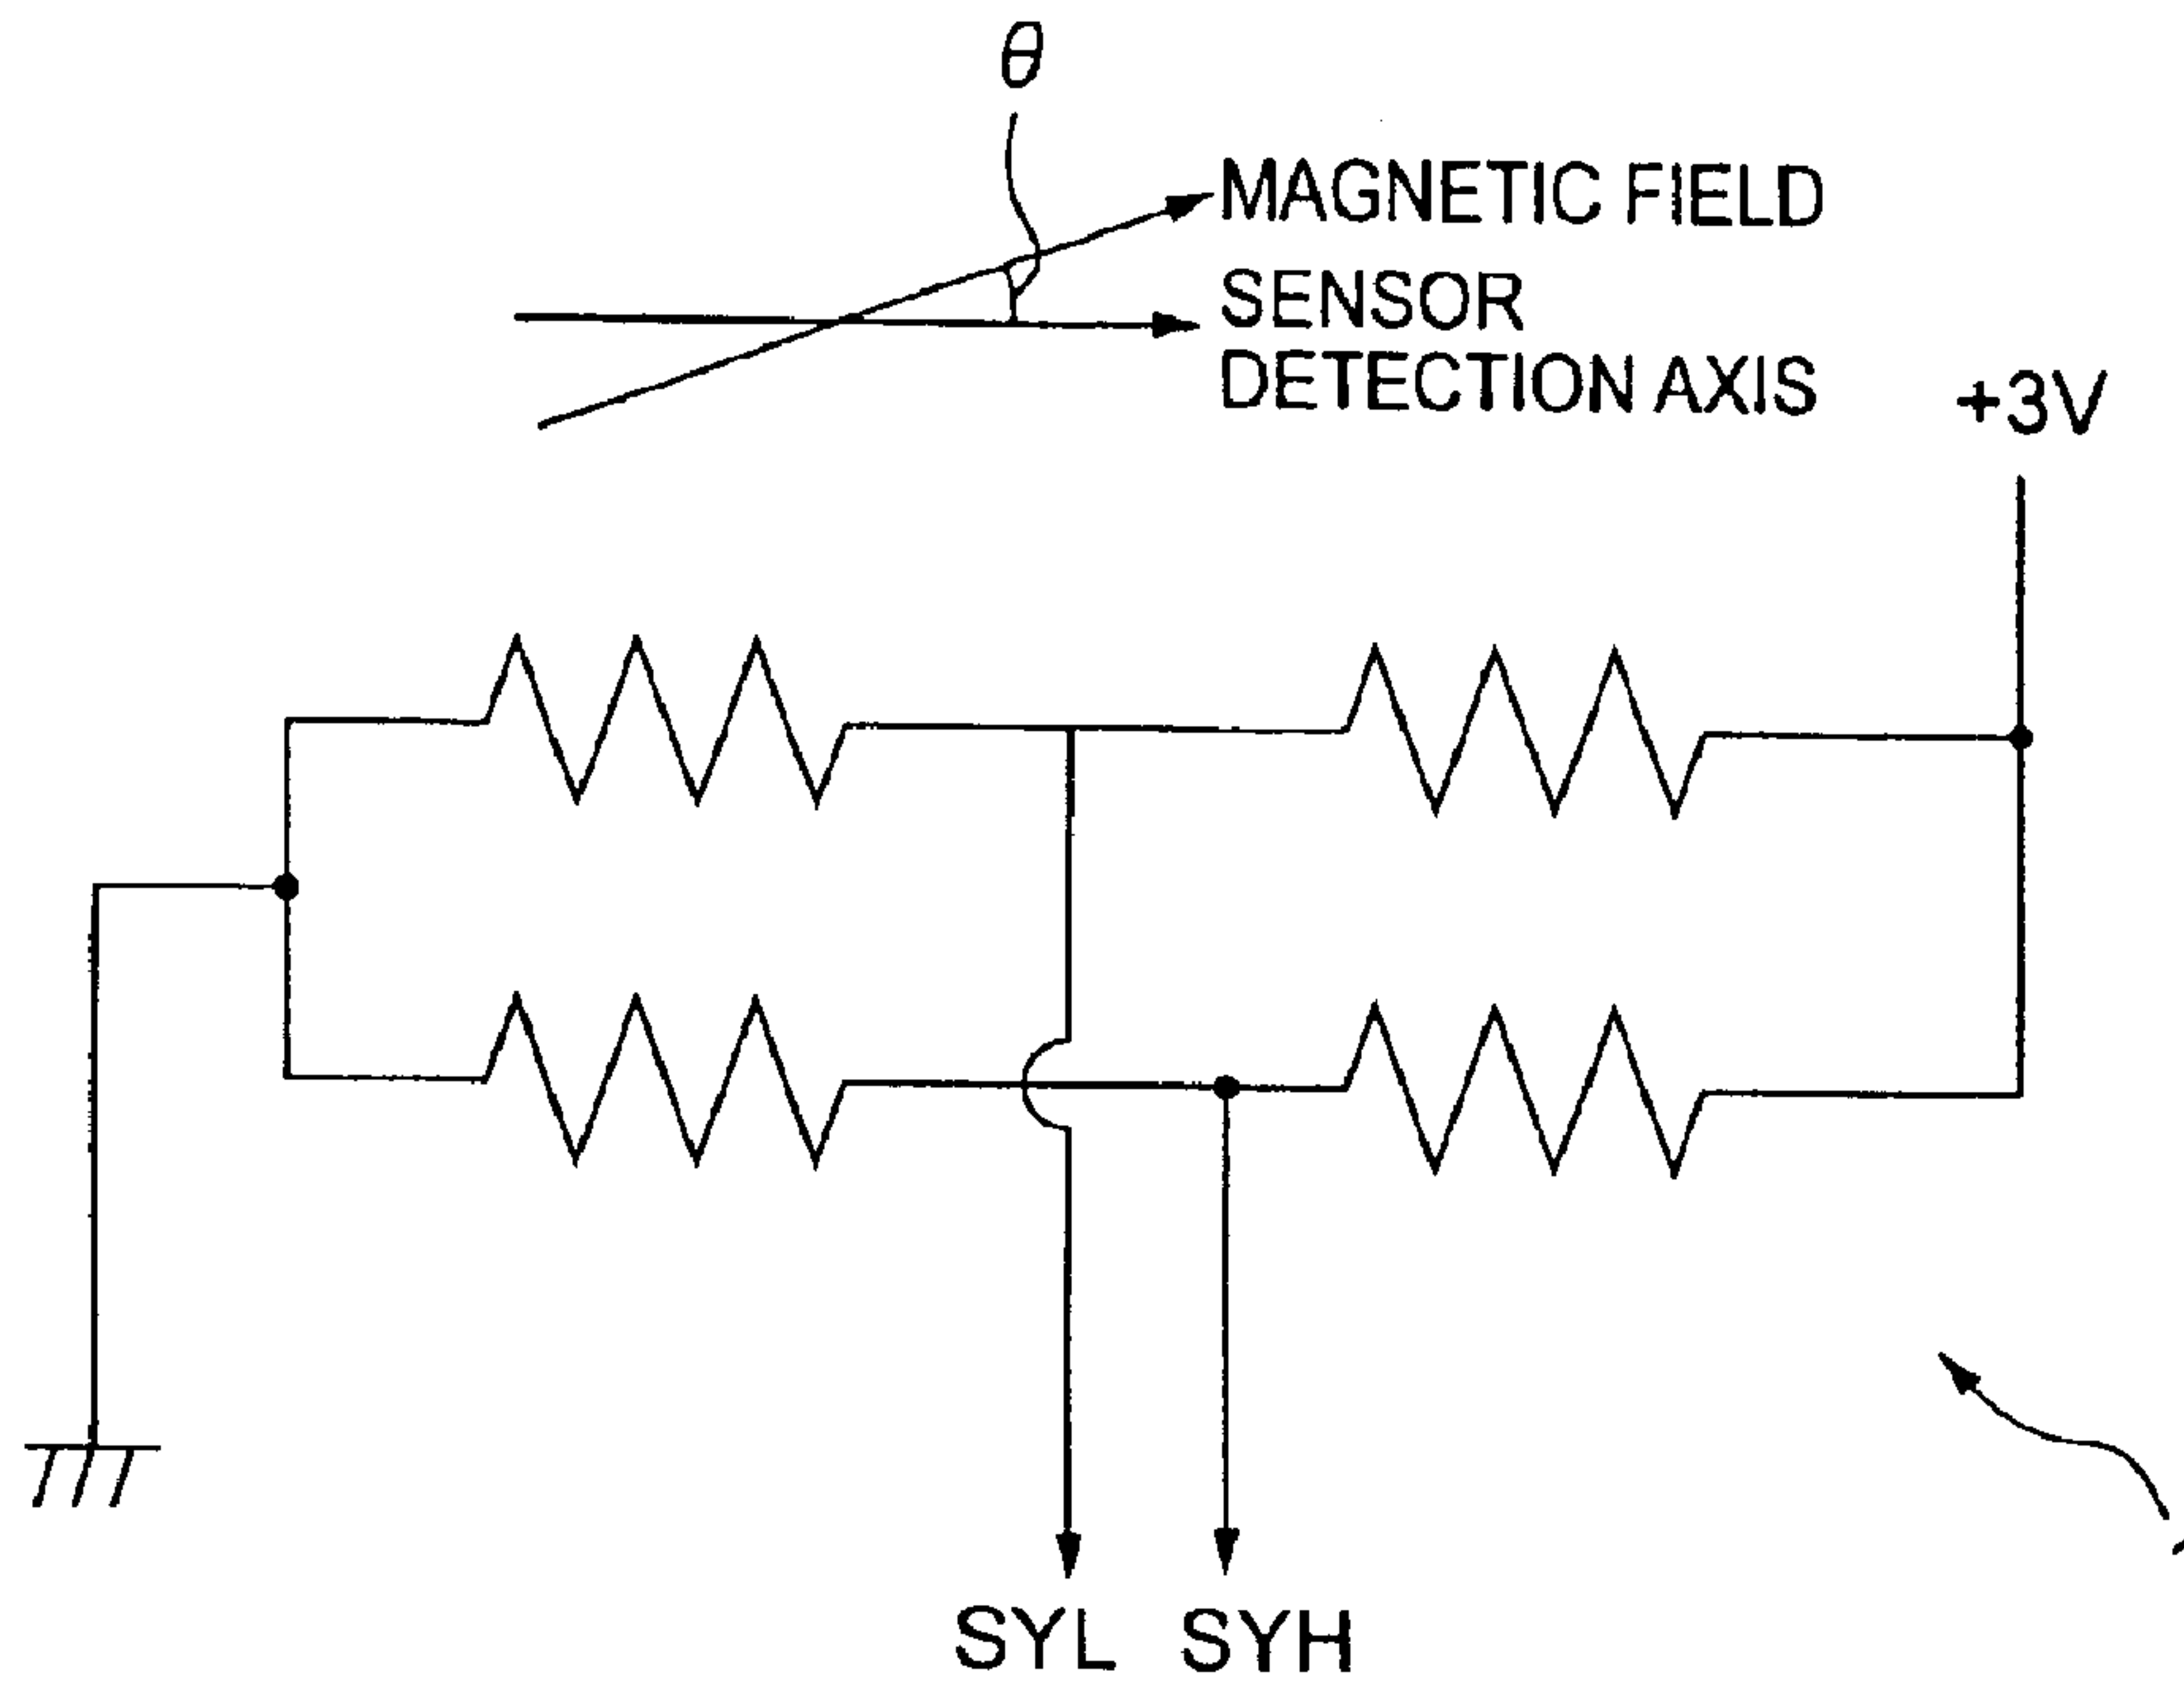 θ
MAGNETIC FIELD
SENSOR
DETECTION AXIS
+3V
SYL SYH